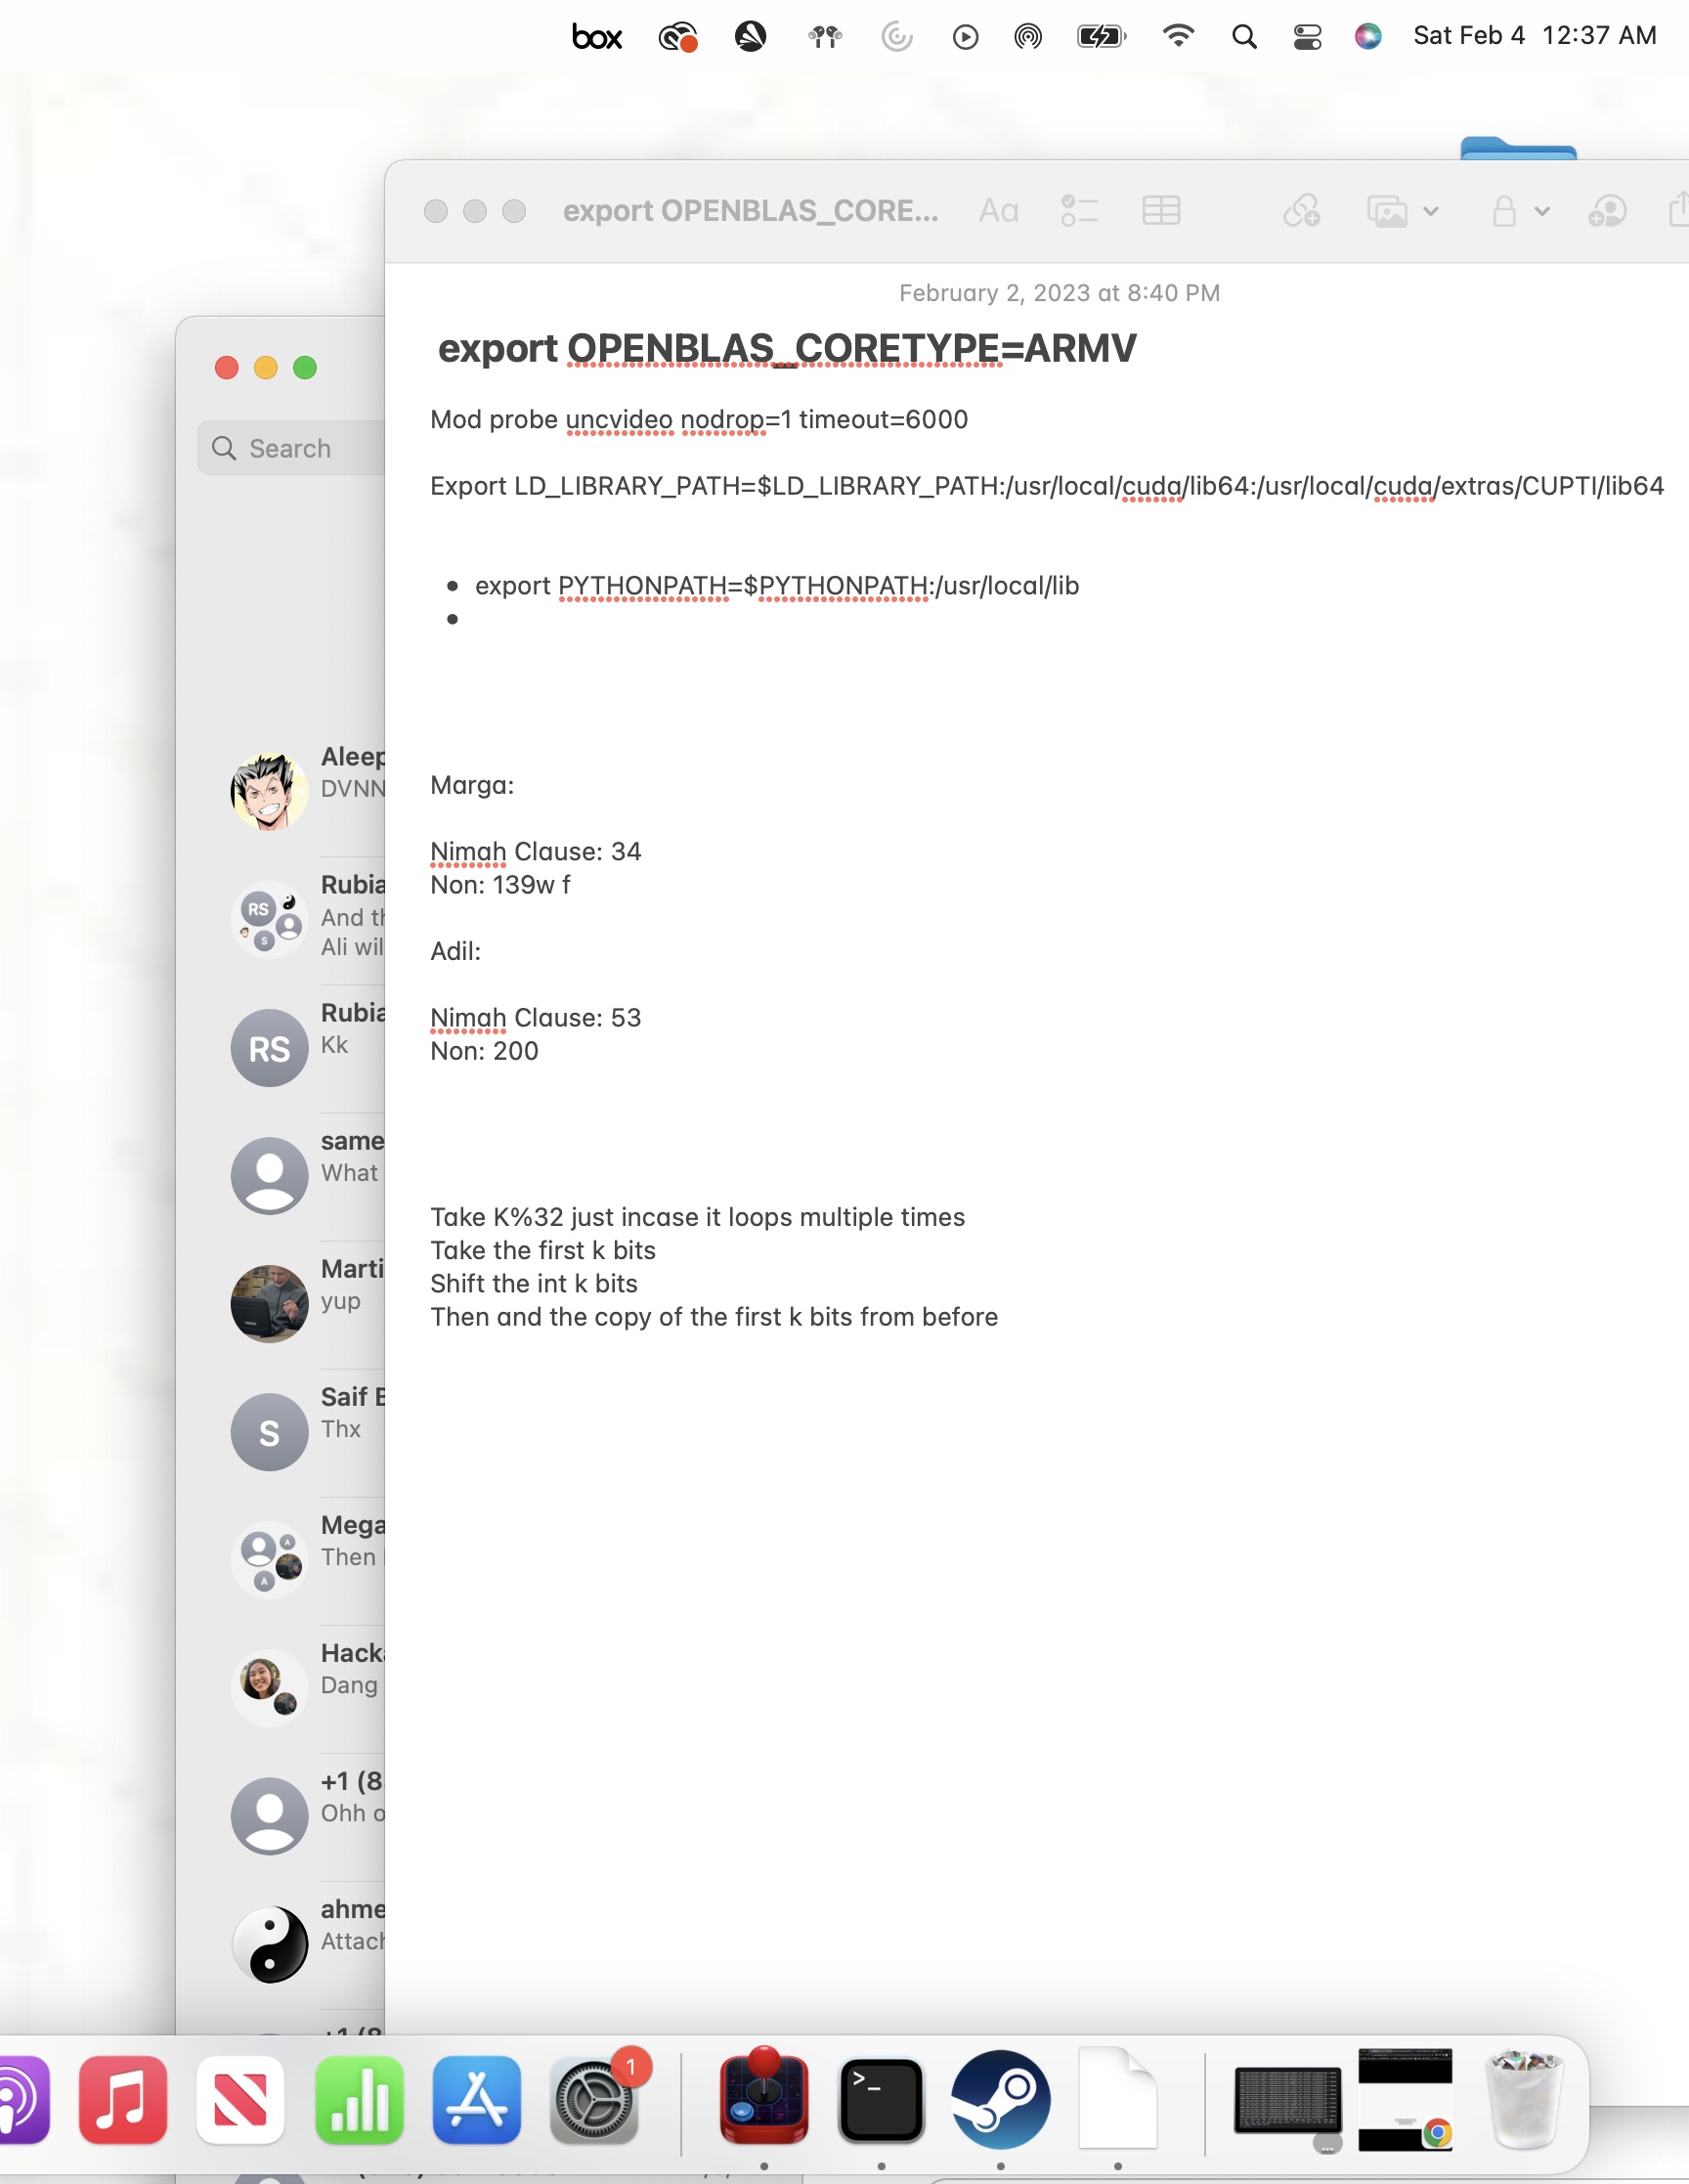 box
Sat Feb 4 12:37 AM
export OPENBLAS_CORE...
Aa
February 2, 2023 at 8:40 PM
export OPENBLAS_CORETYPE=ARMV
Mod probe uncvideo nodrop=1 timeout=6000
Export LD_LIBRARY_PATH=$LD_LIBRARY_PATH:/usr/local/cuda/lib64:/usr/local/cuda/extras/CUPTI/lib64
• export PYTHONPATH=$PYTHONPATH:/usr/local/lib
•
Marga:
Nimah Clause: 34
Non: 139w f
Adil:
Nimah Clause: 53
Non: 200
Take K%32 just incase it loops multiple times
Take the first k bits
Shift the int k bits
Then and the copy of the first k bits from before
Search
Aleep
DVNN
Rubia
RS
S
And th
Ali wil
Rubia
RS
Kk
same
What
Marti
yup
Saif
S
Thx
Mega
A
A
Then
Hack
Dang
+1 (8
Ohh o
ahme
Attach
+1 (8
1
>_